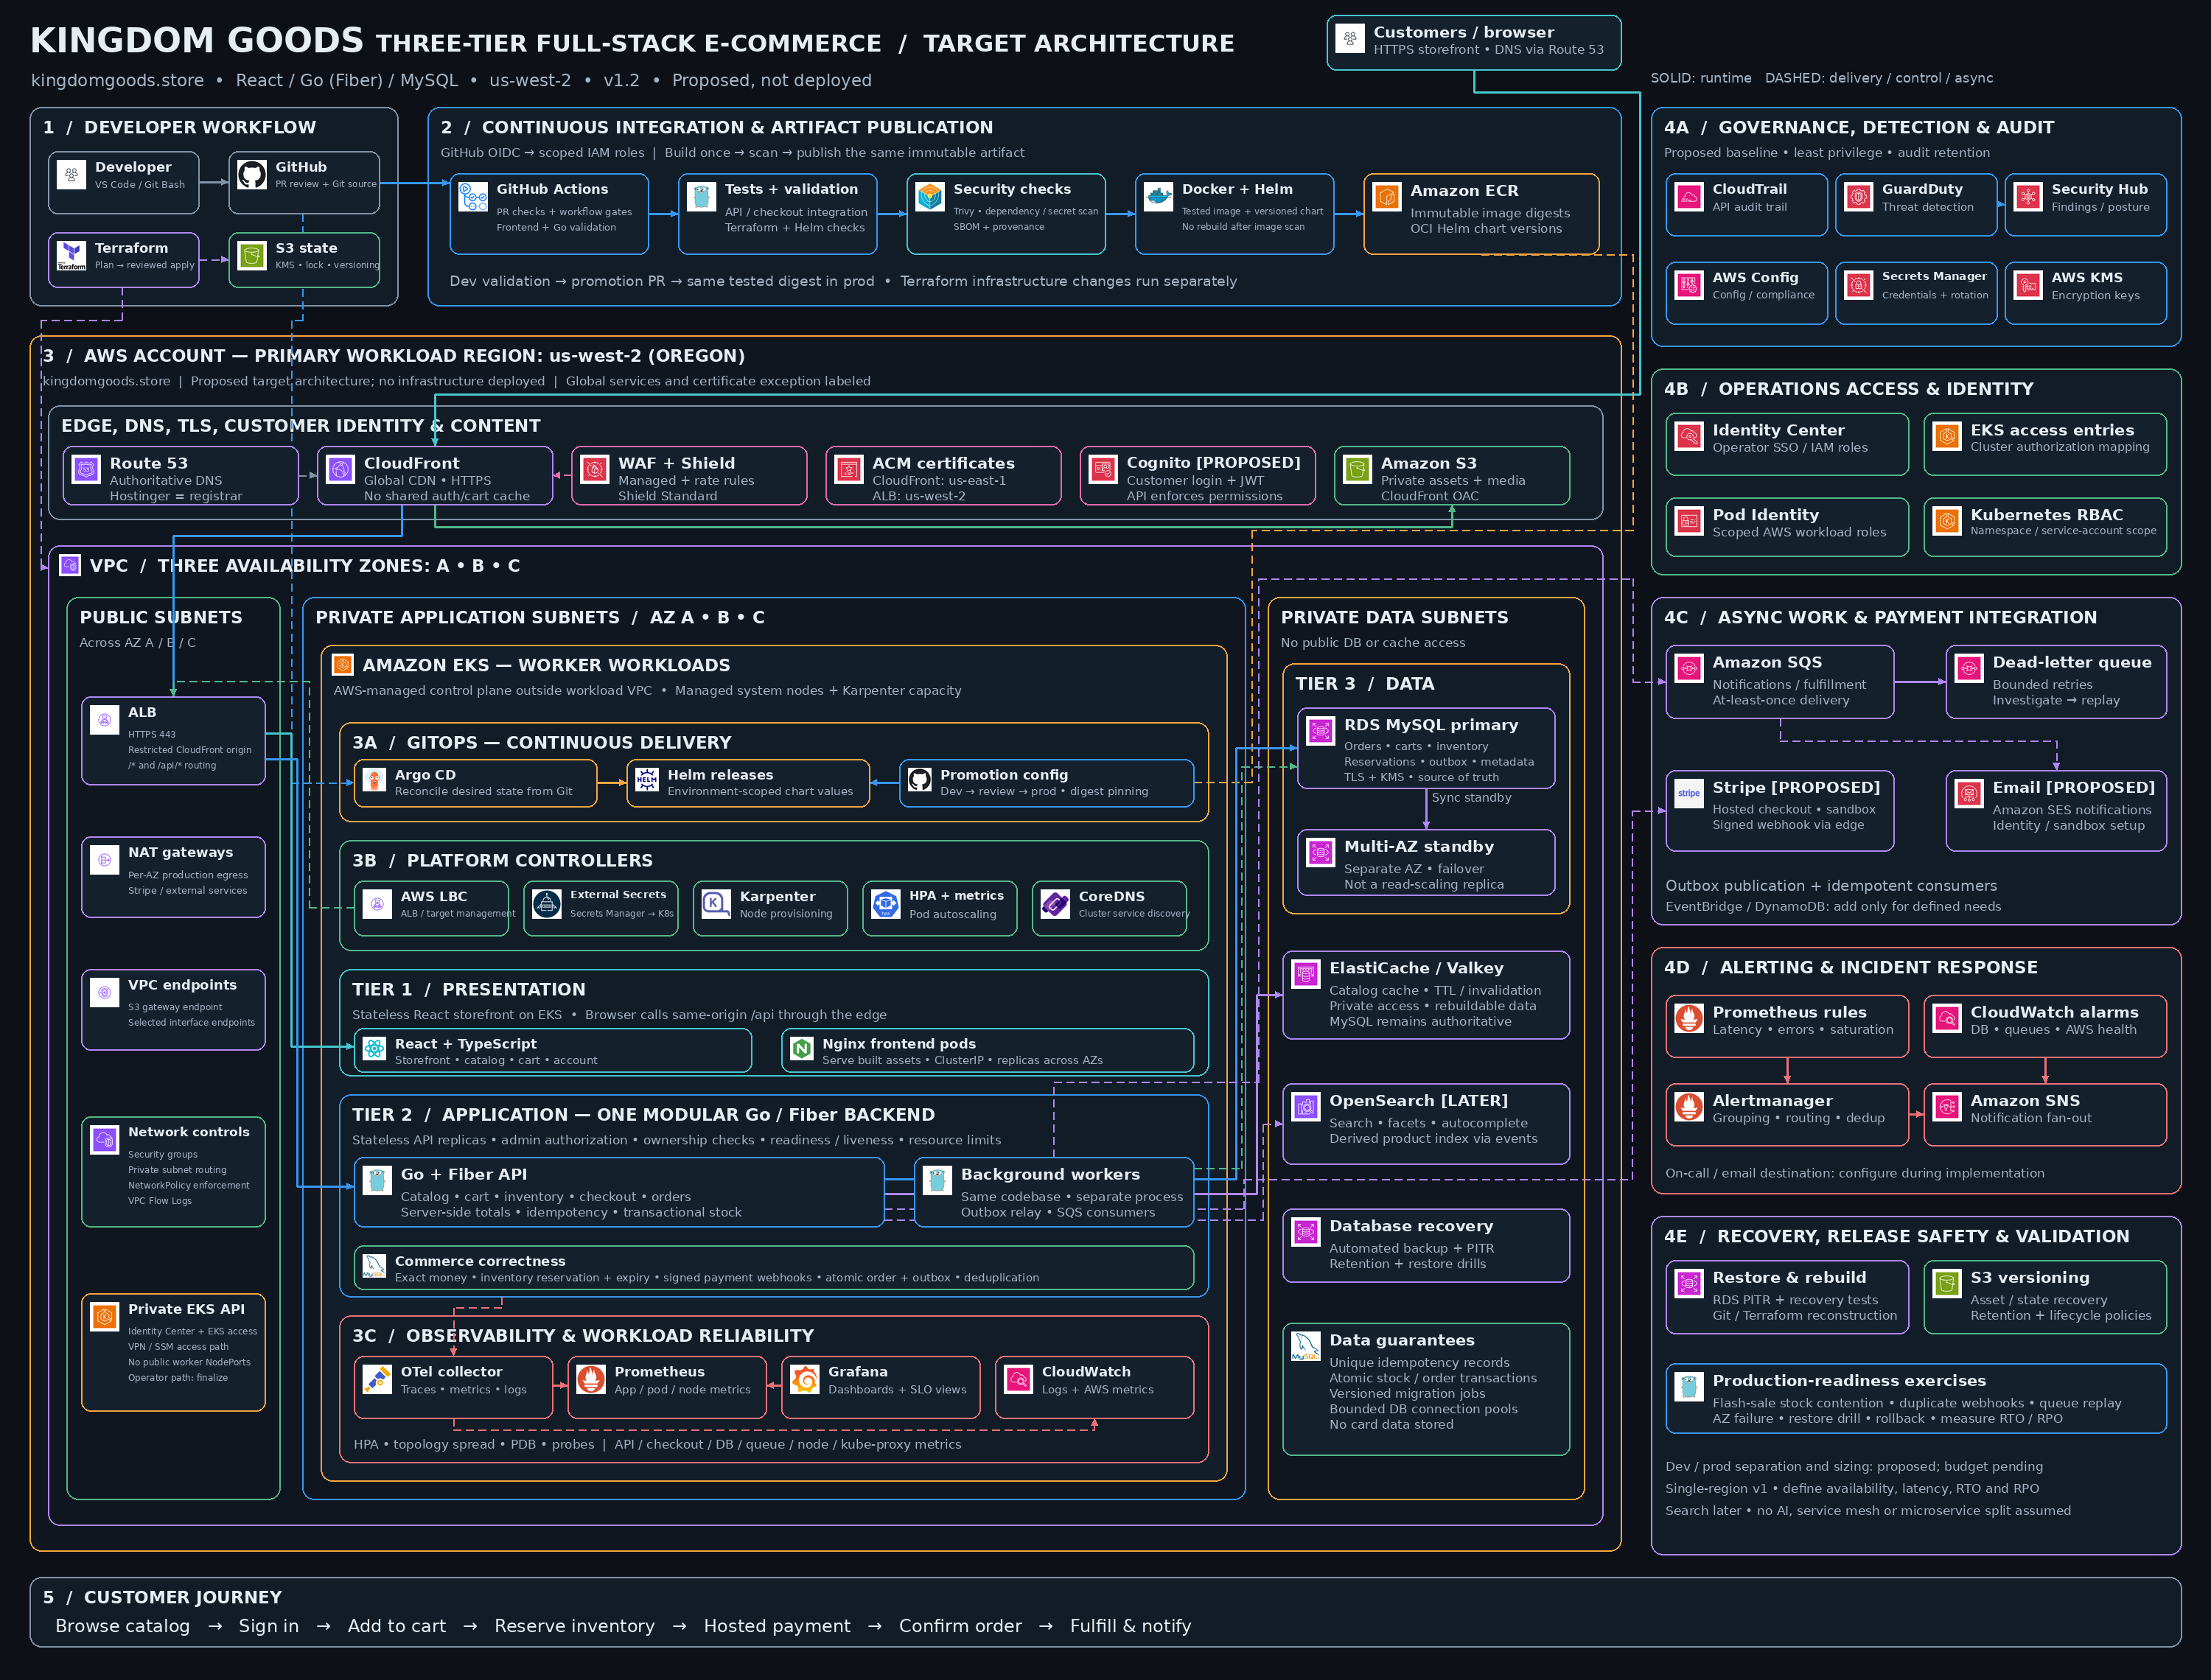 KINGDOM GOODS THREE-TIER FULL-STACK E-COMMERCE / TARGET ARCHITECTURE
kingdomgoods.store • React / Go (Fiber) / MySQL • us-west-2 • v1.2 • Proposed, not deployed
Customers / browser
HTTPS storefront • DNS via Route 53
SOLID: runtime DASHED: delivery / control / async
1 / DEVELOPER WORKFLOW
Developer
VS Code / Git Bash
GitHub
PR review + Git source
Terraform
Terraform
Plan → reviewed apply
S3 state
KMS • lock • versioning
2 / CONTINUOUS INTEGRATION & ARTIFACT PUBLICATION
GitHub OIDC → scoped IAM roles | Build once → scan → publish the same immutable artifact
GitHub Actions
PR checks + workflow gates
Frontend + Go validation
Tests + validation
API / checkout integration
Terraform + Helm checks
Security checks
Trivy • dependency / secret scan
SBOM + provenance
Docker + Helm
Tested image + versioned chart
No rebuild after image scan
Amazon ECR
Immutable image digests
OCI Helm chart versions
Dev validation → promotion PR → same tested digest in prod • Terraform infrastructure changes run separately
3 / AWS ACCOUNT — PRIMARY WORKLOAD REGION: us-west-2 (OREGON)
kingdomgoods.store | Proposed target architecture; no infrastructure deployed | Global services and certificate exception labeled
EDGE, DNS, TLS, CUSTOMER IDENTITY & CONTENT
Route 53
Authoritative DNS
Hostinger = registrar
CloudFront
Global CDN • HTTPS
No shared auth/cart cache
WAF + Shield
Managed + rate rules
Shield Standard
ACM certificates
CloudFront: us-east-1
ALB: us-west-2
Cognito [PROPOSED]
Customer login + JWT
API enforces permissions
Amazon S3
Private assets + media
CloudFront OAC
VPC / THREE AVAILABILITY ZONES: A • B • C
PUBLIC SUBNETS
Across AZ A / B / C
ALB
HTTPS 443
Restricted CloudFront origin
/* and /api/* routing
NAT gateways
Per-AZ production egress
Stripe / external services
VPC endpoints
S3 gateway endpoint
Selected interface endpoints
Network controls
Security groups
Private subnet routing
NetworkPolicy enforcement
VPC Flow Logs
Private EKS API
Identity Center + EKS access
VPN / SSM access path
No public worker NodePorts
Operator path: finalize
PRIVATE APPLICATION SUBNETS / AZ A • B • C
AMAZON EKS — WORKER WORKLOADS
AWS-managed control plane outside workload VPC • Managed system nodes + Karpenter capacity
3A / GITOPS — CONTINUOUS DELIVERY
Argo CD
Reconcile desired state from Git
HELM
Helm releases
Environment-scoped chart values
Promotion config
Dev → review → prod • digest pinning
3B / PLATFORM CONTROLLERS
AWS LBC
ALB / target management
External Secrets
Secrets Manager → K8s
Karpenter
Node provisioning
HPA + metrics
Pod autoscaling
CoreDNS
Cluster service discovery
TIER 1 / PRESENTATION
Stateless React storefront on EKS • Browser calls same-origin /api through the edge
React + TypeScript
Storefront • catalog • cart • account
Nginx frontend pods
Serve built assets • ClusterIP • replicas across AZs
TIER 2 / APPLICATION — ONE MODULAR Go / Fiber BACKEND
Stateless API replicas • admin authorization • ownership checks • readiness / liveness • resource limits
Go + Fiber API
Catalog • cart • inventory • checkout • orders
Server-side totals • idempotency • transactional stock
Background workers
Same codebase • separate process
Outbox relay • SQS consumers
MySQL
Commerce correctness
Exact money • inventory reservation + expiry • signed payment webhooks • atomic order + outbox • deduplication
3C / OBSERVABILITY & WORKLOAD RELIABILITY
OTel collector
Traces • metrics • logs
Prometheus
App / pod / node metrics
Grafana
Dashboards + SLO views
CloudWatch
Logs + AWS metrics
HPA • topology spread • PDB • probes | API / checkout / DB / queue / node / kube-proxy metrics
PRIVATE DATA SUBNETS
No public DB or cache access
TIER 3 / DATA
RDS MySQL primary
Orders • carts • inventory
Reservations • outbox • metadata
TLS + KMS • source of truth
Sync standby
Multi-AZ standby
Separate AZ • failover
Not a read-scaling replica
ElastiCache / Valkey
Catalog cache • TTL / invalidation
Private access • rebuildable data
MySQL remains authoritative
OpenSearch [LATER]
Search • facets • autocomplete
Derived product index via events
Database recovery
Automated backup + PITR
Retention + restore drills
MySQL
Data guarantees
Unique idempotency records
Atomic stock / order transactions
Versioned migration jobs
Bounded DB connection pools
No card data stored
4A / GOVERNANCE, DETECTION & AUDIT
Proposed baseline • least privilege • audit retention
CloudTrail
API audit trail
GuardDuty
Threat detection
Security Hub
Findings / posture
AWS Config
Config / compliance
Secrets Manager
Credentials + rotation
AWS KMS
Encryption keys
4B / OPERATIONS ACCESS & IDENTITY
Identity Center
Operator SSO / IAM roles
EKS access entries
Cluster authorization mapping
Pod Identity
Scoped AWS workload roles
Kubernetes RBAC
Namespace / service-account scope
4C / ASYNC WORK & PAYMENT INTEGRATION
Amazon SQS
Notifications / fulfillment
At-least-once delivery
Dead-letter queue
Bounded retries
Investigate → replay
stripe
Stripe [PROPOSED]
Hosted checkout • sandbox
Signed webhook via edge
Email [PROPOSED]
Amazon SES notifications
Identity / sandbox setup
Outbox publication + idempotent consumers
EventBridge / DynamoDB: add only for defined needs
4D / ALERTING & INCIDENT RESPONSE
Prometheus rules
Latency • errors • saturation
CloudWatch alarms
DB • queues • AWS health
Alertmanager
Grouping • routing • dedup
Amazon SNS
Notification fan-out
On-call / email destination: configure during implementation
4E / RECOVERY, RELEASE SAFETY & VALIDATION
Restore & rebuild
RDS PITR + recovery tests
Git / Terraform reconstruction
S3 versioning
Asset / state recovery
Retention + lifecycle policies
Production-readiness exercises
Flash-sale stock contention • duplicate webhooks • queue replay
AZ failure • restore drill • rollback • measure RTO / RPO
Dev / prod separation and sizing: proposed; budget pending
Single-region v1 • define availability, latency, RTO and RPO
Search later • no AI, service mesh or microservice split assumed
5 / CUSTOMER JOURNEY
Browse catalog → Sign in → Add to cart → Reserve inventory → Hosted payment → Confirm order → Fulfill & notify